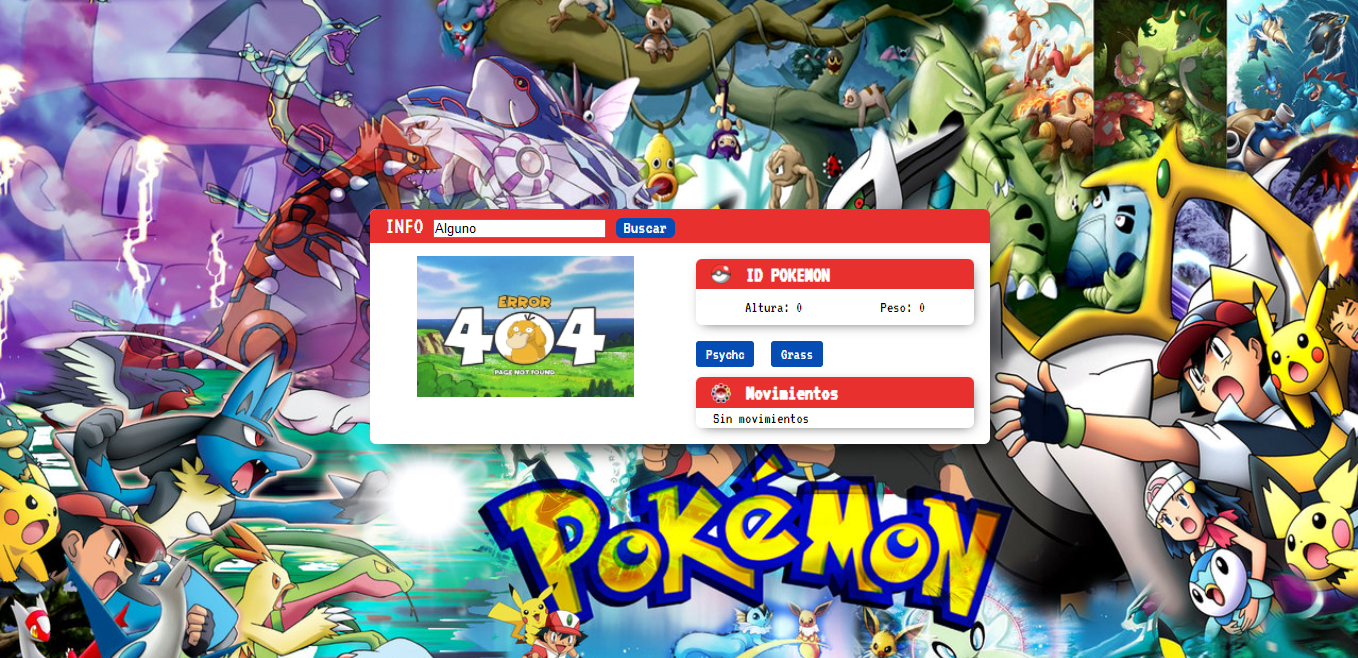 INFO Alguno Buscar
ERROR
404
PAGE NOT FOUND
ID POKEMON
Altura: 0 Peso: 0
Psycho Grass
Movimientos
Sin movimientos
POKéMON